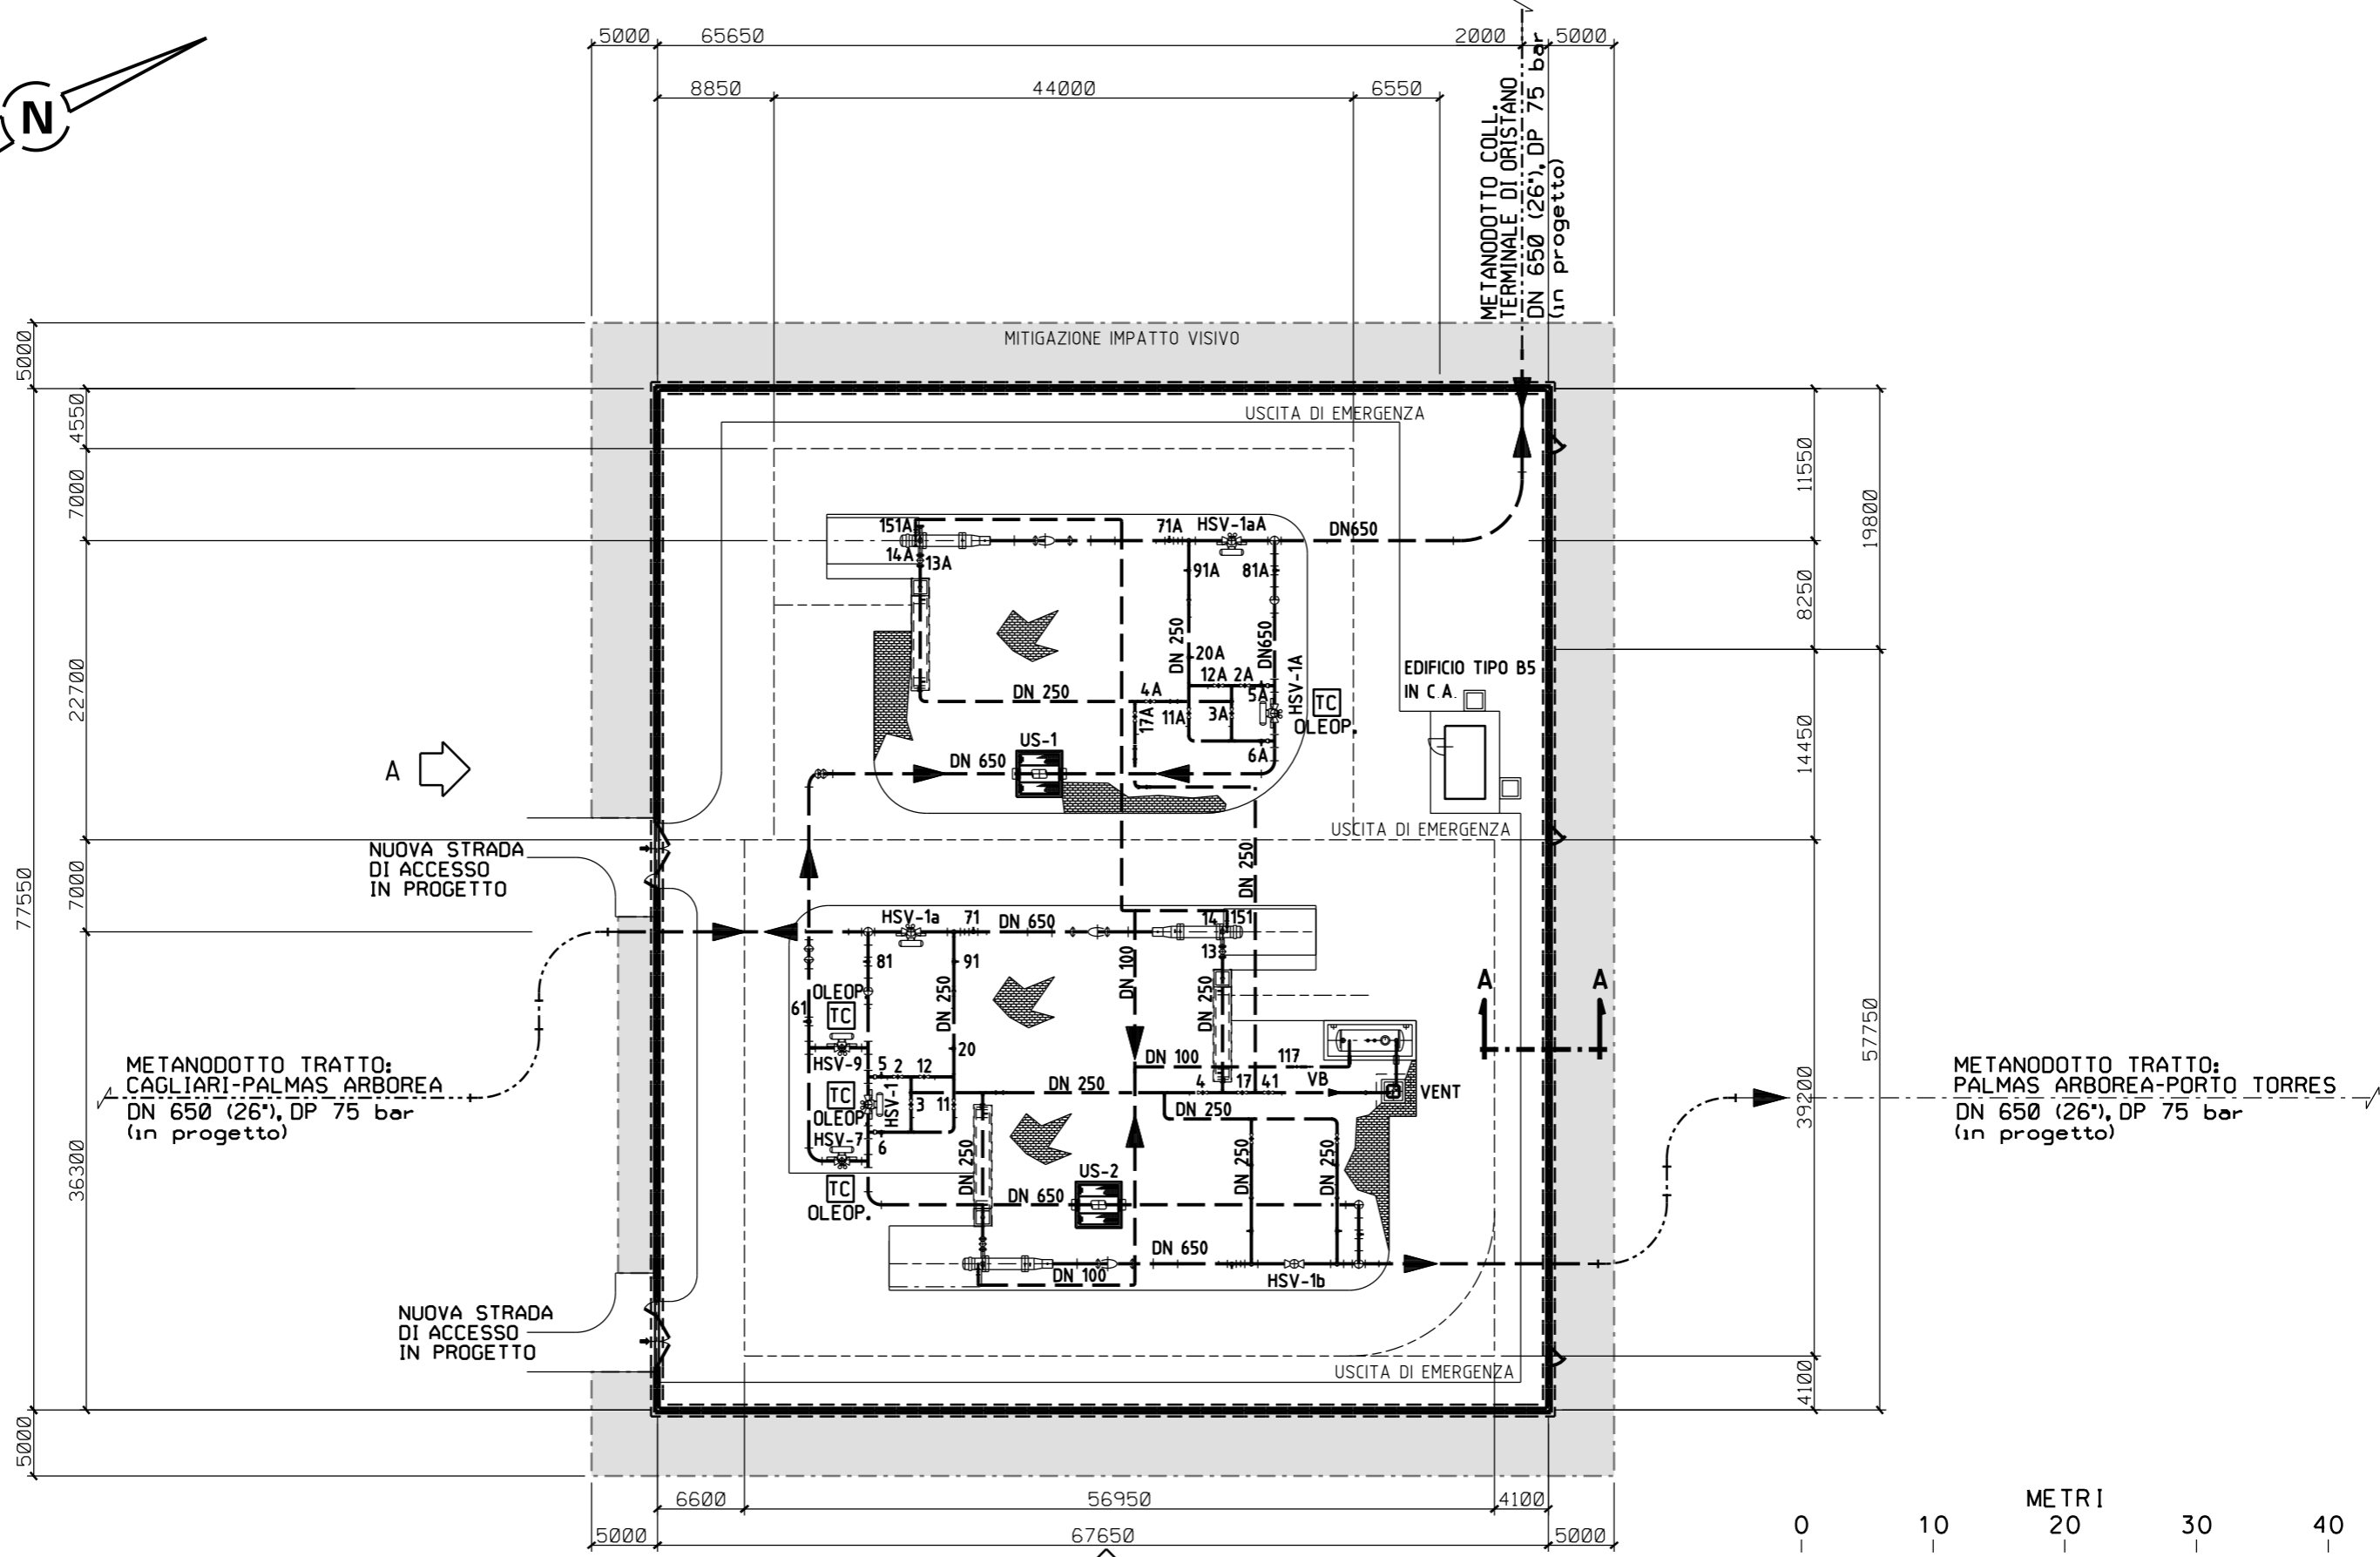 5000
65650
2000
5000
8850
44000
6550
N
METANODOTTO COLL.
TERMINALE DI ORISTANO
DN 650 (26"), DP 75 bar
(in progetto)
MITIGAZIONE IMPATTO VISIVO
USCITA DI EMERGENZA
5000
4550
7000
22700
77550
7000
36300
5000
11550
19800
8250
14450
57750
39200
4100
151A
14A
13A
71A
HSV-1aA
DN650
91A
81A
DN 250
20A
DN650
12A
2A
HSV-1A
5A
TC
OLEOP.
DN 250
4A
17A
11A
3A
6A
EDIFICIO TIPO B5
IN C.A.
US-1
DN 650
A
USCITA DI EMERGENZA
NUOVA STRADA
DI ACCESSO
IN PROGETTO
DN 250
HSV-1a
71
DN 650
14
151
13
81
91
DN 100
DN 250
DN 250
OLEOP.
TC
61
HSV-9
5
2
12
20
DN 100
117
VB
TC
OLEOP.
HSV-1
3
11
DN 250
4
17
41
VENT
DN 250
HSV-7
6
TC
OLEOP.
DN 250
US-2
DN 650
DN 250
DN 250
DN 650
DN 100
HSV-1b
A
A
METANODOTTO TRATTO:
CAGLIARI-PALMAS ARBOREA
DN 650 (26"), DP 75 bar
(in progetto)
METANODOTTO TRATTO:
PALMAS ARBOREA-PORTO TORRES
DN 650 (26"), DP 75 bar
(in progetto)
NUOVA STRADA
DI ACCESSO
IN PROGETTO
USCITA DI EMERGENZA
6600
56950
4100
5000
67650
5000
METRI
0
10
20
30
40